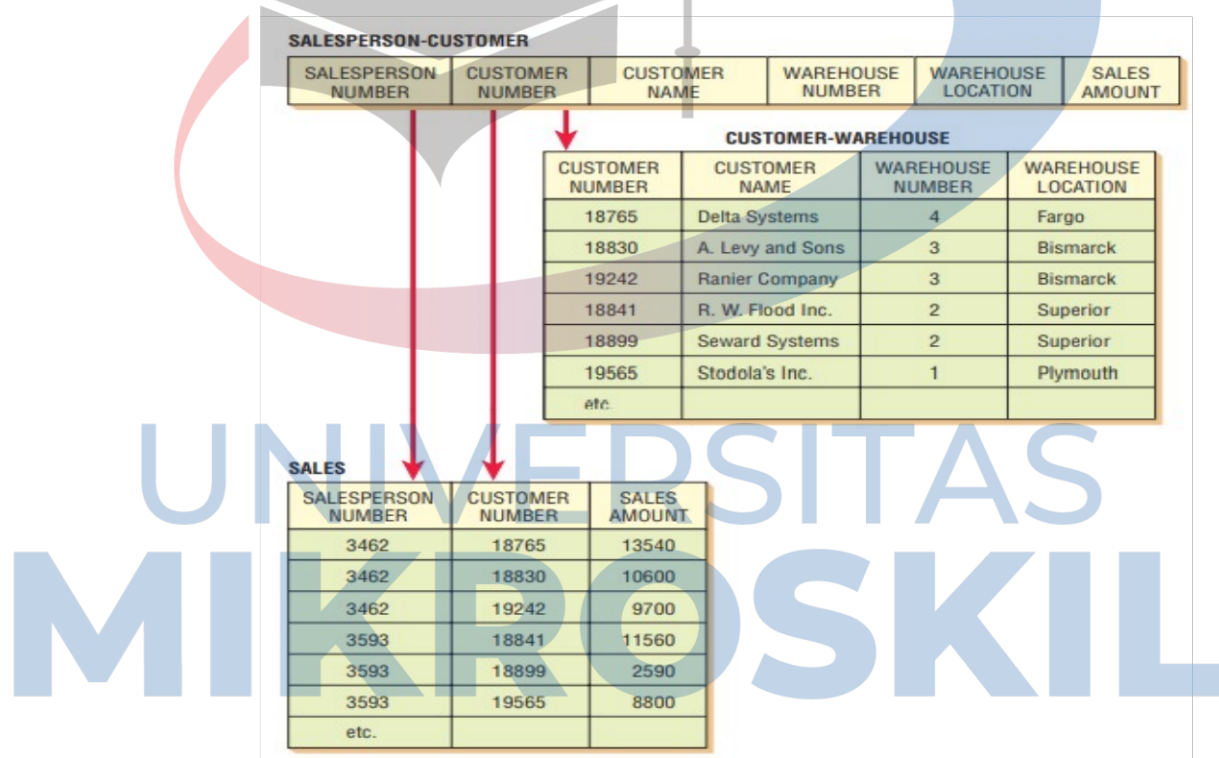 SALESPERSON-CUSTOMER
SALESPERSON NUMBER CUSTOMER NUMBER CUSTOMER NAME WAREHOUSE NUMBER WAREHOUSE LOCATION SALES AMOUNT
CUSTOMER-WAREHOUSE
CUSTOMER NUMBER CUSTOMER NAME WAREHOUSE NUMBER WAREHOUSE LOCATION
18765 Delta Systems 4 Fargo
18830 A. Levy and Sons 3 Bismarck
19242 Ranier Company 3 Bismarck
18841 R. W. Flood Inc. 2 Superior
18899 Seward Systems 2 Superior
19565 Stodola's Inc. 1 Plymouth
etc.
SALES
SALESPERSON NUMBER CUSTOMER NUMBER SALES AMOUNT
3462 18765 13540
3462 18830 10600
3462 19242 9700
3593 18841 11560
3593 18899 2590
3593 19565 8800
etc.
UNIVERSITAS
MIKROSKIL